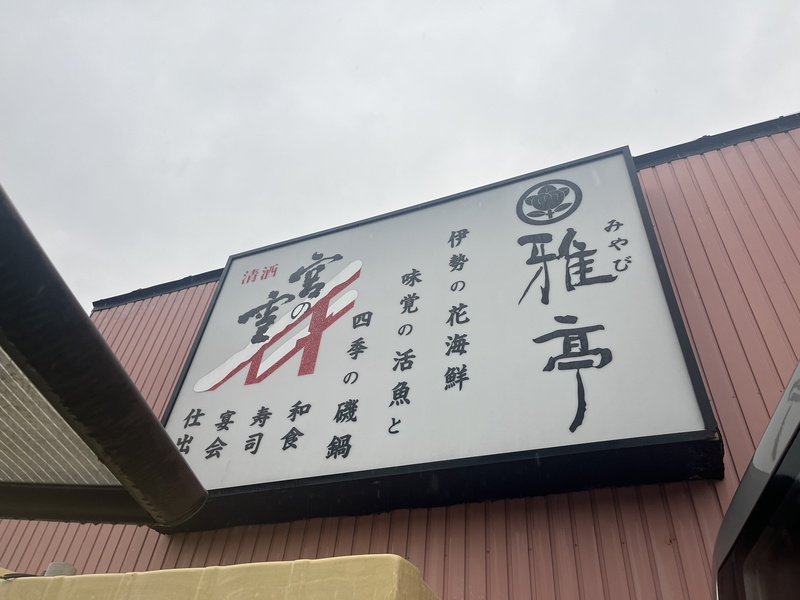 みやび
雅亭
伊勢の花海鮮
味覚の活魚と
四季の磯鍋
和食
寿司
宴会
仕出
清酒
宮の雪